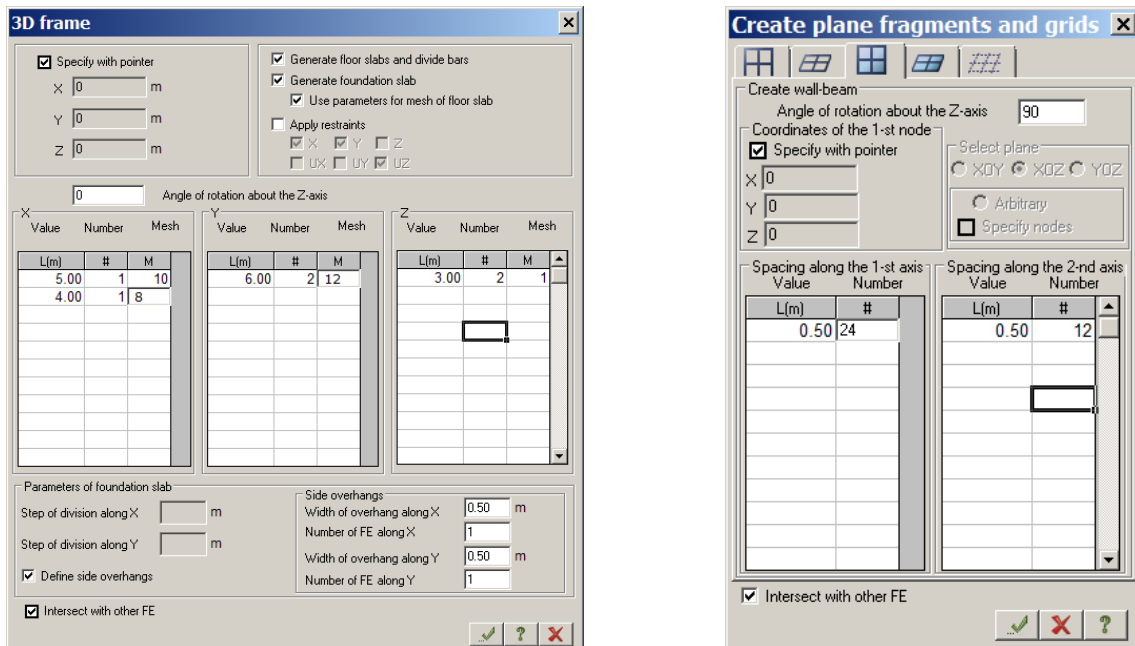 3D frame
Specify with pointer
X 0 m
Y 0 m
Z 0 m
Generate floor slabs and divide bars
Generate foundation slab
Use parameters for mesh of floor slab
Apply restraints
X Y Z
UX UY UZ
0 Angle of rotation about the Z-axis
X
Value Number Mesh
L(m) # M
5.00 1 10
4.00 1 8
Y
Value Number Mesh
L(m) # M
6.00 2 12
Z
Value Number Mesh
L(m) # M
3.00 2 1
Parameters of foundation slab
Step of division along X m
Step of division along Y m
Define side overhangs
Side overhangs
Width of overhang along X 0.50 m
Number of FE along X 1
Width of overhang along Y 0.50 m
Number of FE along Y 1
Intersect with other FE
?
Create plane fragments and grids
Create wall-beam
Angle of rotation about the Z-axis 90
Coordinates of the 1-st node
Specify with pointer
X 0
Y 0
Z 0
Select plane
XOY XOZ YOZ
Arbitrary
Specify nodes
Spacing along the 1-st axis
Value Number
L(m) #
0.50 24
Spacing along the 2-nd axis
Value Number
L(m) #
0.50 12
Intersect with other FE
?